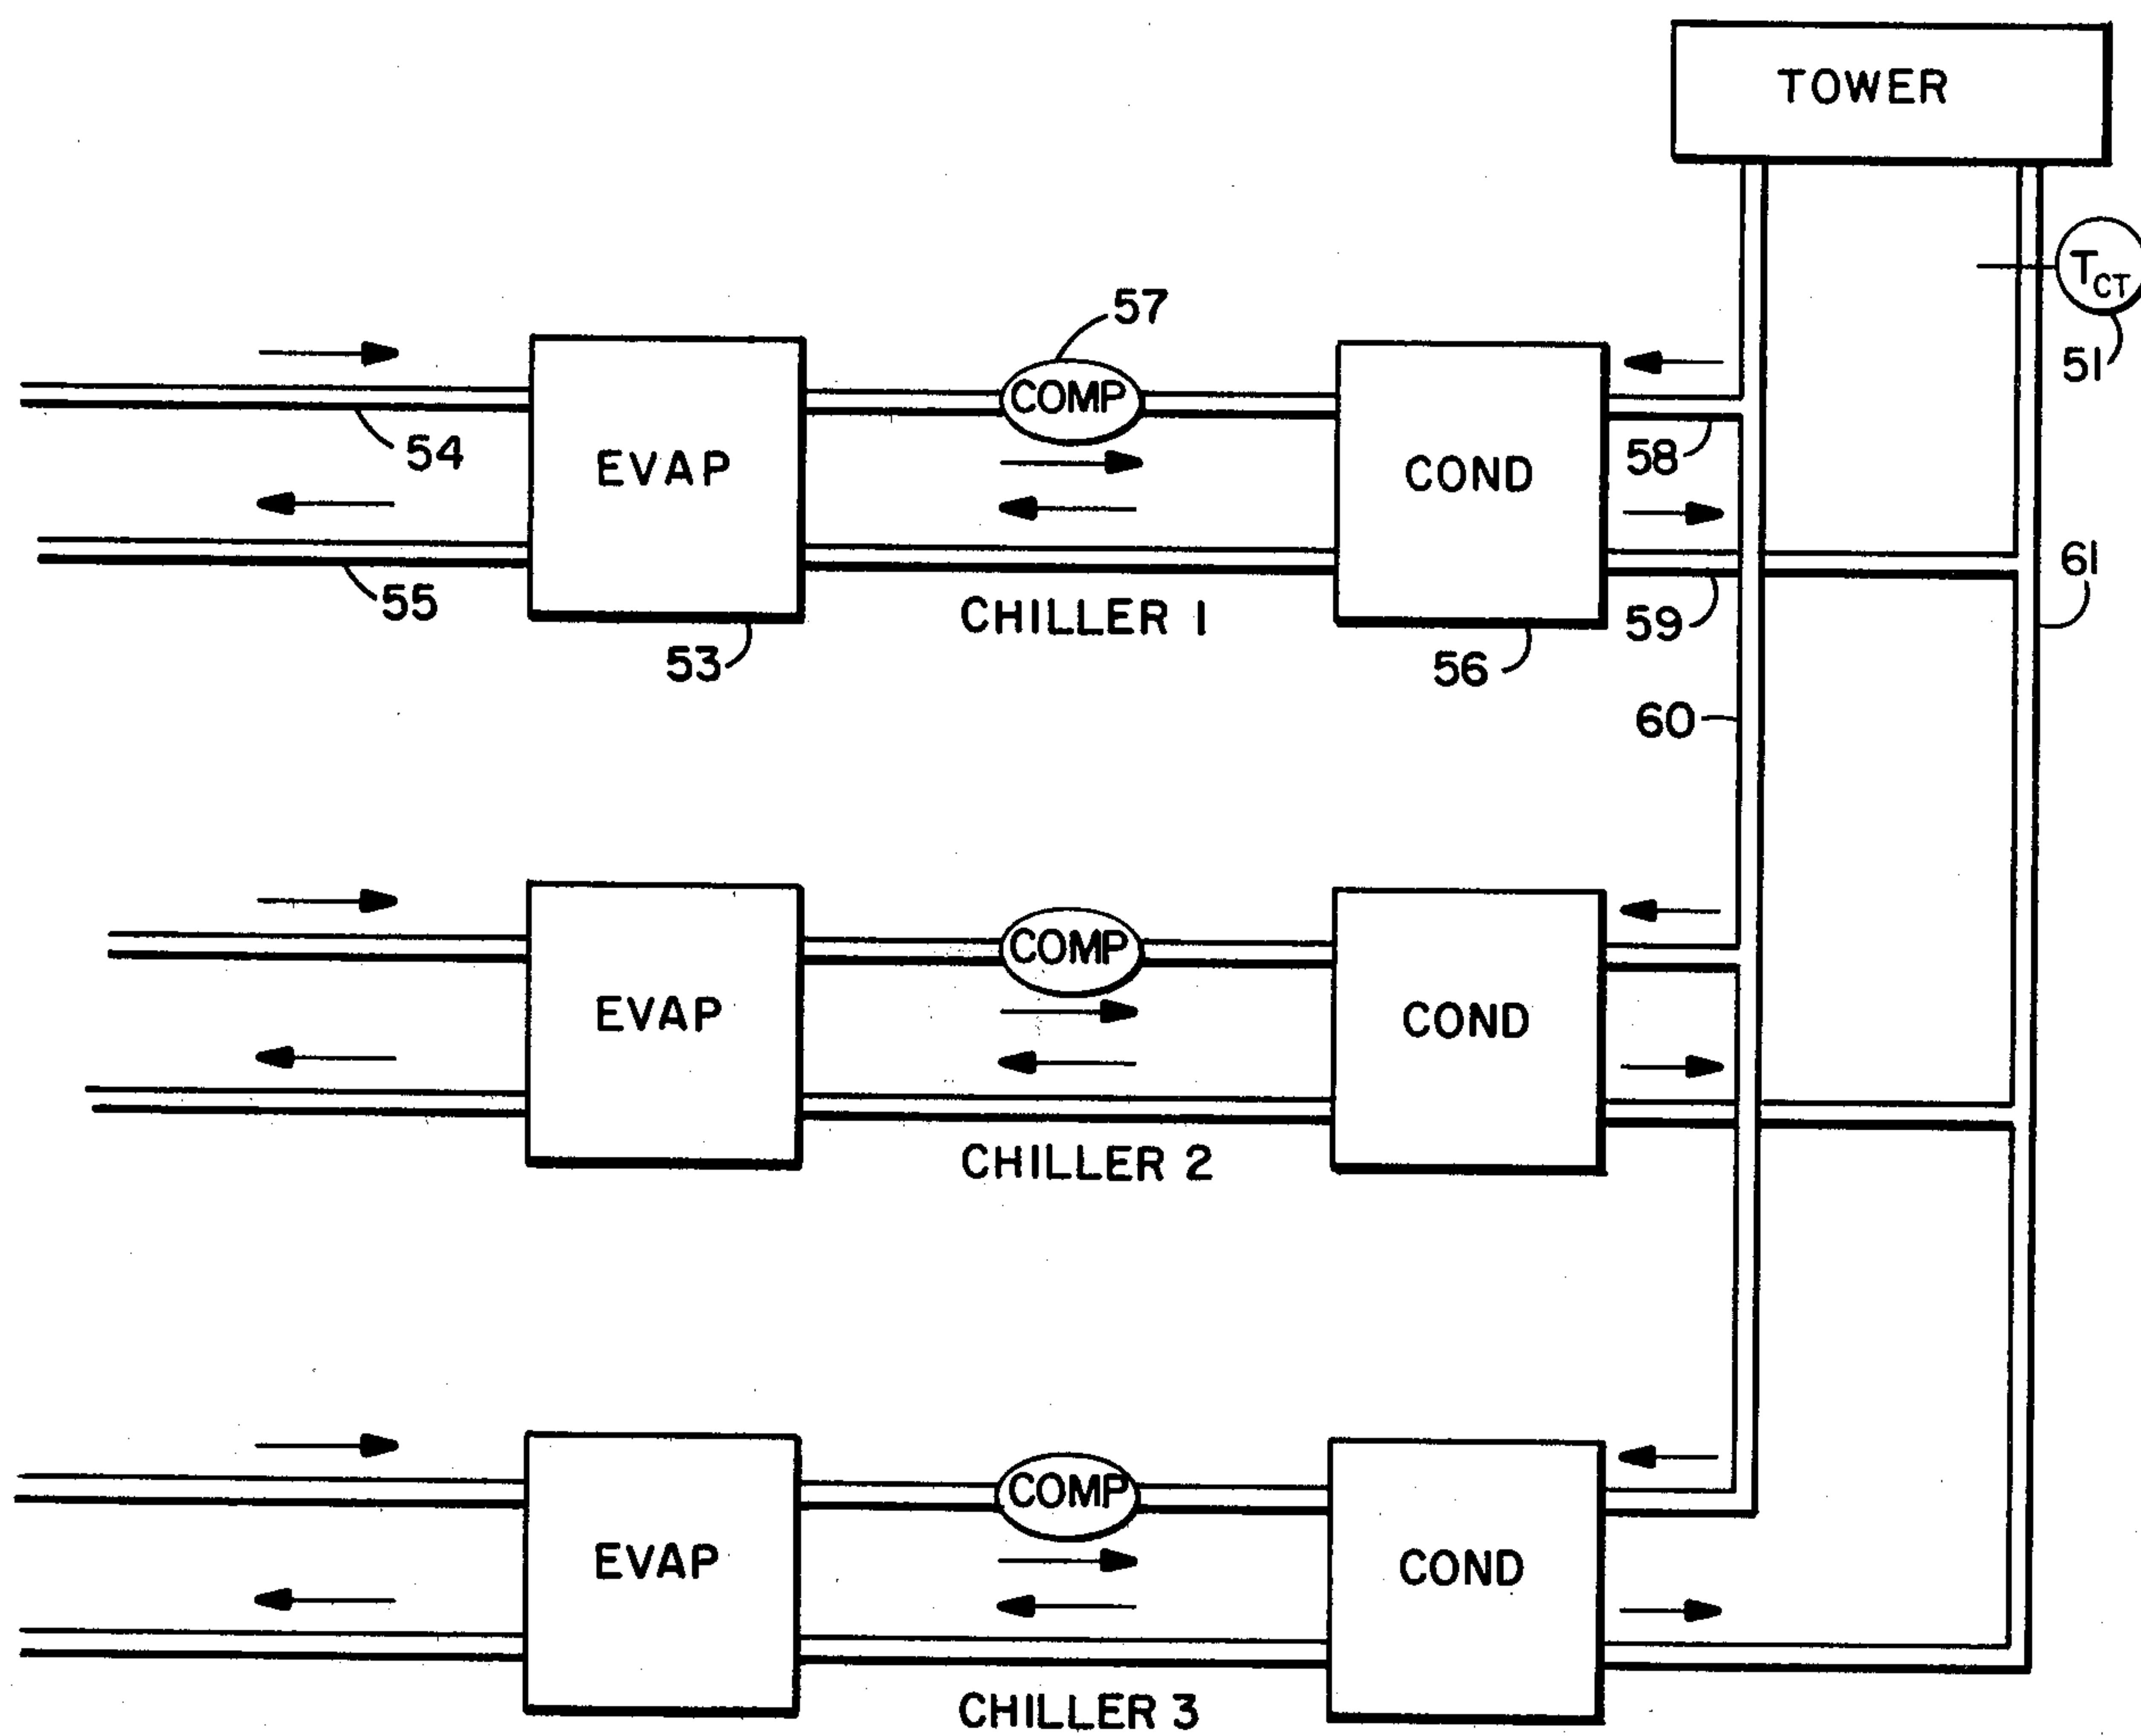 TOWER
T_CT
51
57
COMP
54
EVAP
COND
58
55
CHILLER 1
59
61
53
56
60
COMP
EVAP
COND
CHILLER 2
COMP
EVAP
COND
CHILLER 3